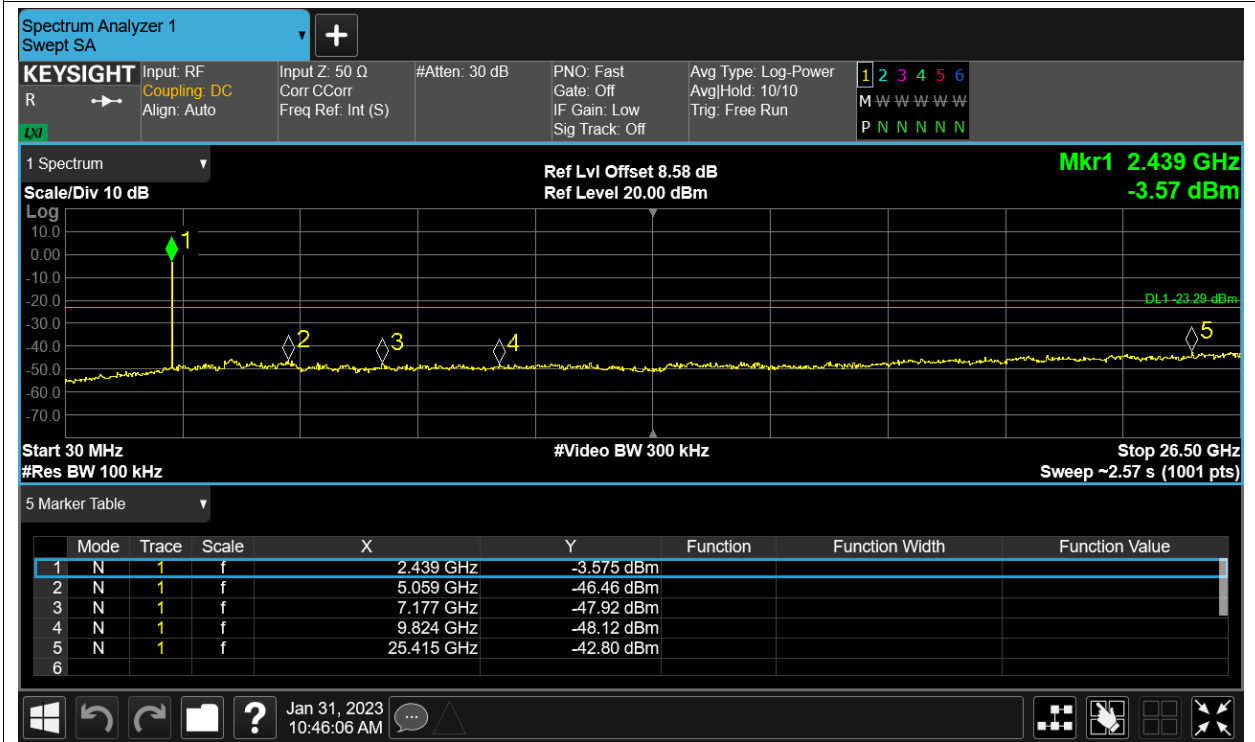 Spectrum Analyzer 1
Swept SA
+
KEYSIGHT
R
LXI
Input: RF
Coupling: DC
Align: Auto
Input Z: 50 Ω
Corr CCorr
Freq Ref: Int (S)
#Atten: 30 dB
PNO: Fast
Gate: Off
IF Gain: Low
Sig Track: Off
Avg Type: Log-Power
Avg|Hold: 10/10
Trig: Free Run
1 2 3 4 5 6
M W W W W W
P N N N N N
1 Spectrum
Scale/Div 10 dB
Ref Lvl Offset 8.58 dB
Ref Level 20.00 dBm
Mkr1 2.439 GHz
-3.57 dBm
Log
10.0
0.00
-10.0
-20.0
-30.0
-40.0
-50.0
-60.0
-70.0
1
2
3
4
5
DL1 -23.29 dBm
Start 30 MHz
#Res BW 100 kHz
#Video BW 300 kHz
Stop 26.50 GHz
Sweep ~2.57 s (1001 pts)
5 Marker Table
Mode Trace Scale X Y Function Function Width Function Value
1 N 1 f 2.439 GHz -3.575 dBm
2 N 1 f 5.059 GHz -46.46 dBm
3 N 1 f 7.177 GHz -47.92 dBm
4 N 1 f 9.824 GHz -48.12 dBm
5 N 1 f 25.415 GHz -42.80 dBm
6
?
Jan 31, 2023
10:46:06 AM